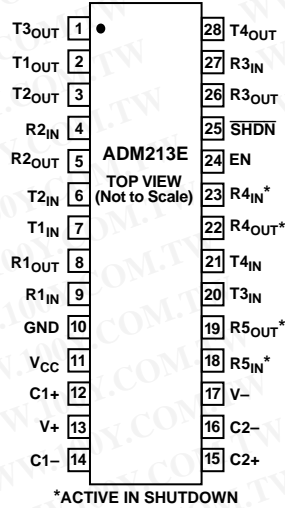 T3OUT 1
T1OUT 2
T2OUT 3
R2IN 4
R2OUT 5
T2IN 6
T1IN 7
R1OUT 8
R1IN 9
GND 10
VCC 11
C1+ 12
V+ 13
C1– 14
ADM213E
TOP VIEW
(Not to Scale)
28 T4OUT
27 R3IN
26 R3OUT
25 SHDN
24 EN
23 R4IN*
22 R4OUT*
21 T4IN
20 T3IN
19 R5OUT*
18 R5IN*
17 V–
16 C2–
15 C2+
*ACTIVE IN SHUTDOWN